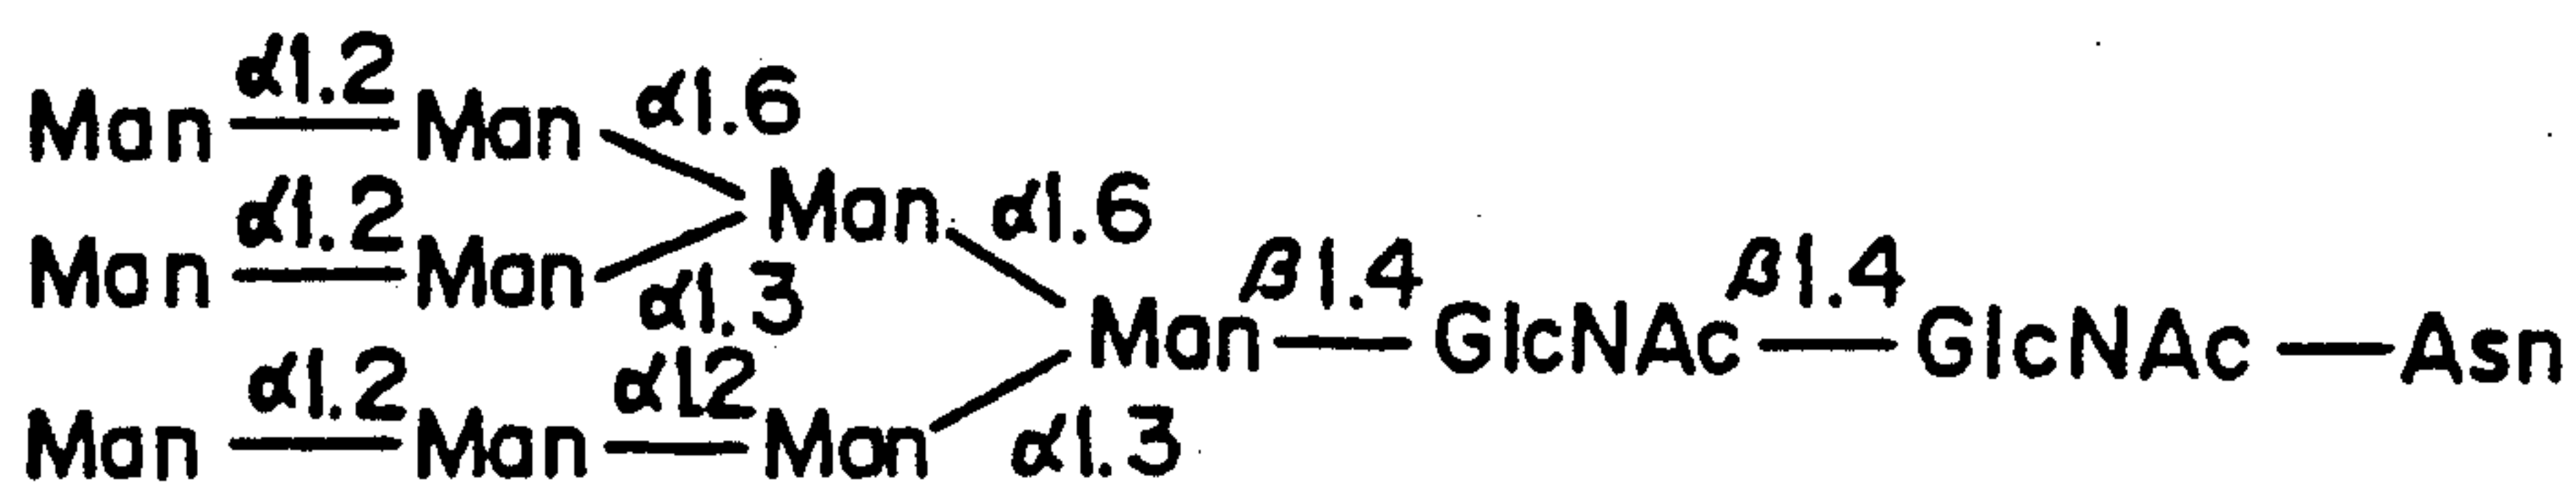 α1.2
Man Man α1.6
α1.2 Man α1.6
Man Man α1.3 β1.4 β1.4
Man GlcNAc GlcNAc Asn
α1.2 α1.2
Man Man Man α1.3